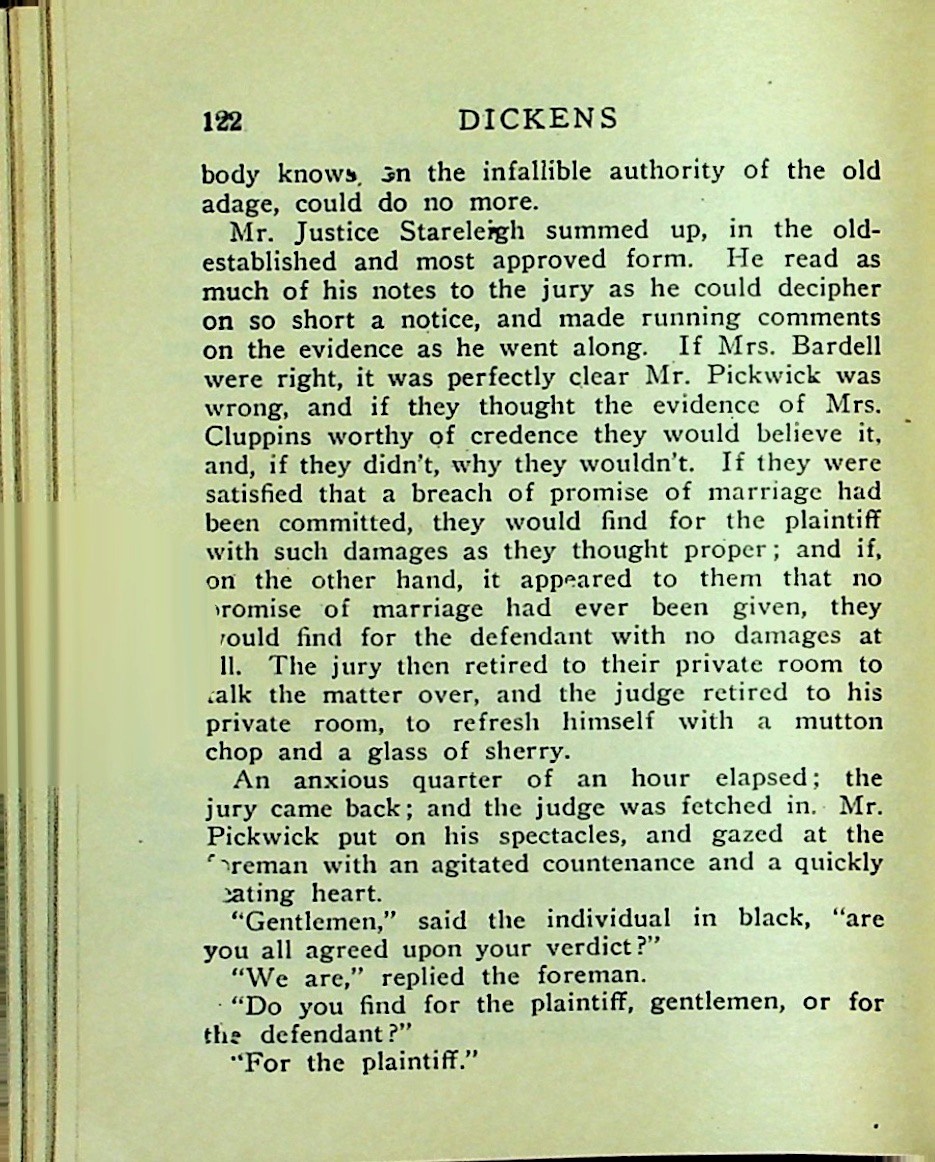 122 DICKENS
body knows, on the infallible authority of the old
adage, could do no more.
Mr. Justice Stareleigh summed up, in the old-
established and most approved form. He read as
much of his notes to the jury as he could decipher
on so short a notice, and made running comments
on the evidence as he went along. If Mrs. Bardell
were right, it was perfectly clear Mr. Pickwick was
wrong, and if they thought the evidence of Mrs.
Cluppins worthy of credence they would believe it,
and, if they didn't, why they wouldn't. If they were
satisfied that a breach of promise of marriage had
been committed, they would find for the plaintiff
with such damages as they thought proper; and if,
on the other hand, it appeared to them that no
romise of marriage had ever been given, they
ould find for the defendant with no damages at
ll. The jury then retired to their private room to
alk the matter over, and the judge retired to his
private room, to refresh himself with a mutton
chop and a glass of sherry.
An anxious quarter of an hour elapsed; the
jury came back; and the judge was fetched in. Mr.
Pickwick put on his spectacles, and gazed at the
foreman with an agitated countenance and a quickly
eating heart.
“Gentlemen,” said the individual in black, “are
you all agreed upon your verdict?”
“We are,” replied the foreman.
“Do you find for the plaintiff, gentlemen, or for
the defendant?”
“For the plaintiff.”